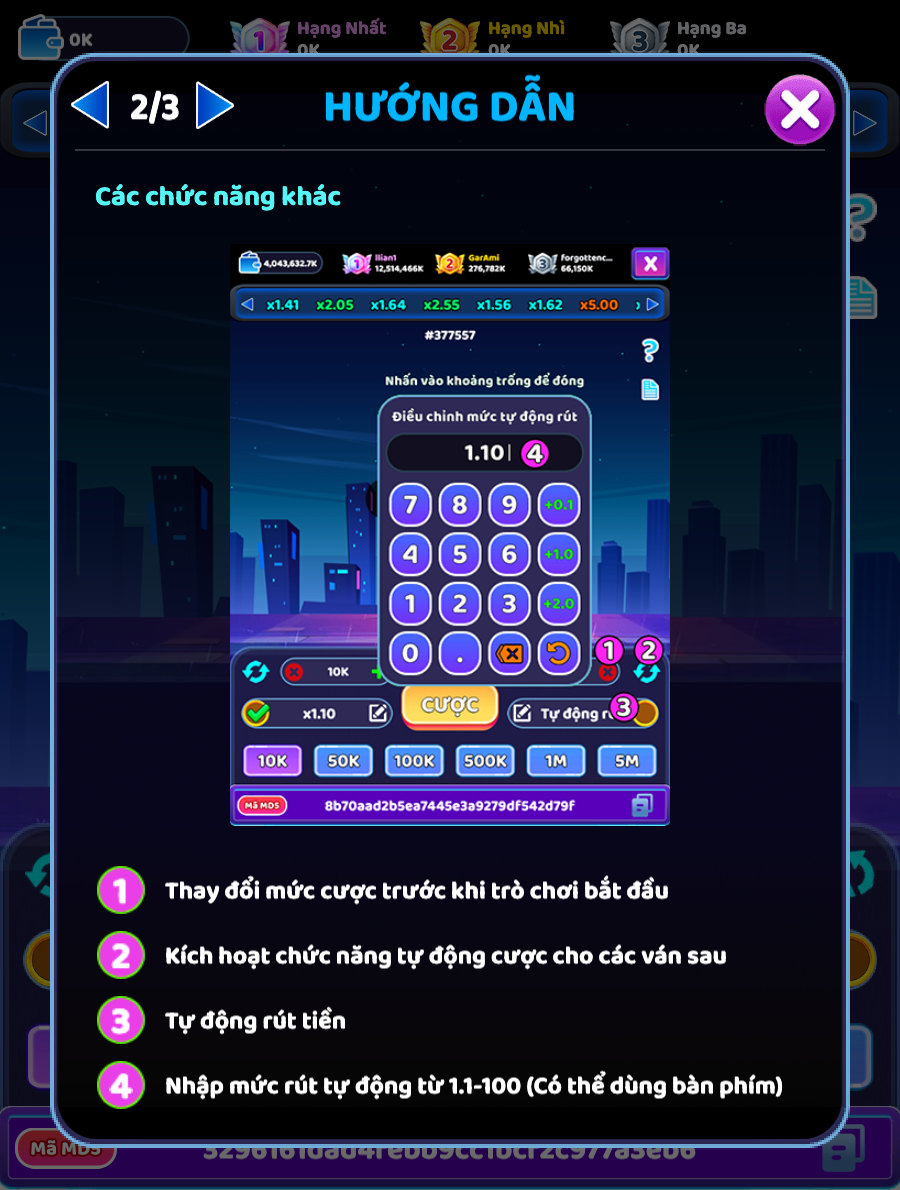 0K
1 Hạng Nhất
0K
2 Hạng Nhì
0K
3 Hạng Ba
0K
2/3
HƯỚNG DẪN
Các chức năng khác
4,043,632.7K
1 Ilian1
12,514,466K
2 GarAmi
276,782K
3 forgottenc...
66,150K
x1.41 x2.05 x1.64 x2.55 x1.56 x1.62 x5.00
#377557
?
Nhấn vào khoảng trống để đóng
Điều chỉnh mức tự động rút
1.10 4
7 8 9 +0.1
4 5 6 +1.0
1 2 3 +2.0
0 .
1 2
10K +
x1.10
CƯỢC
Tự động 3
10K 50K 100K 500K 1M 5M
Mã MD5
8b70aad2b5ea7445e3a9279df542d79f
1 Thay đổi mức cược trước khi trò chơi bắt đầu
2 Kích hoạt chức năng tự động cược cho các ván sau
3 Tự động rút tiền
4 Nhập mức rút tự động từ 1.1-100 (Có thể dùng bàn phím)
Mã MD5